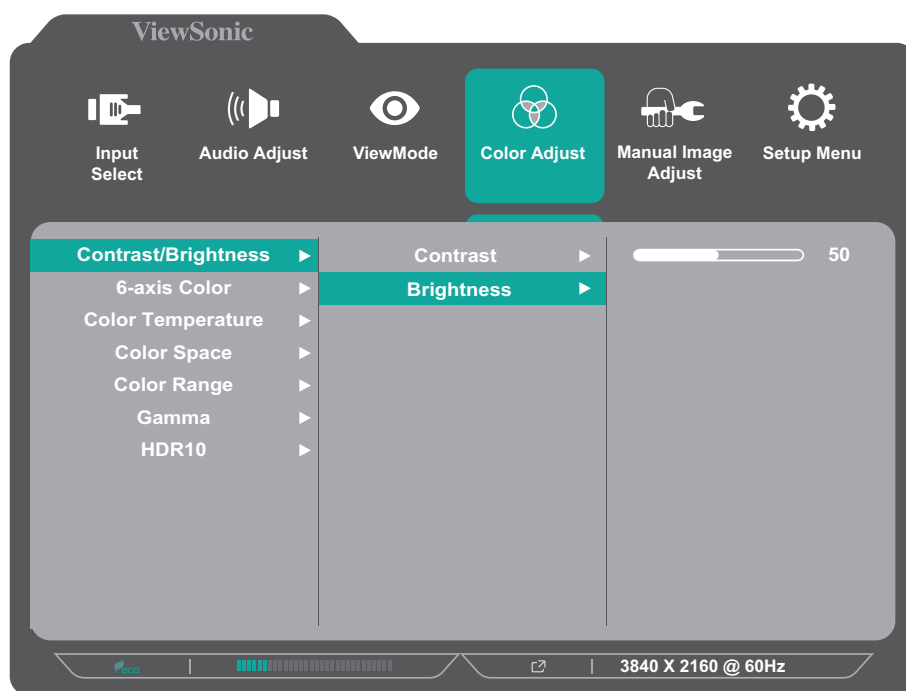 ViewSonic
Input
Select
Audio Adjust
ViewMode
Color Adjust
Manual Image
Adjust
Setup Menu
Contrast/Brightness
6-axis Color
Color Temperature
Color Space
Color Range
Gamma
HDR10
Contrast
Brightness
50
eco
3840 X 2160 @ 60Hz